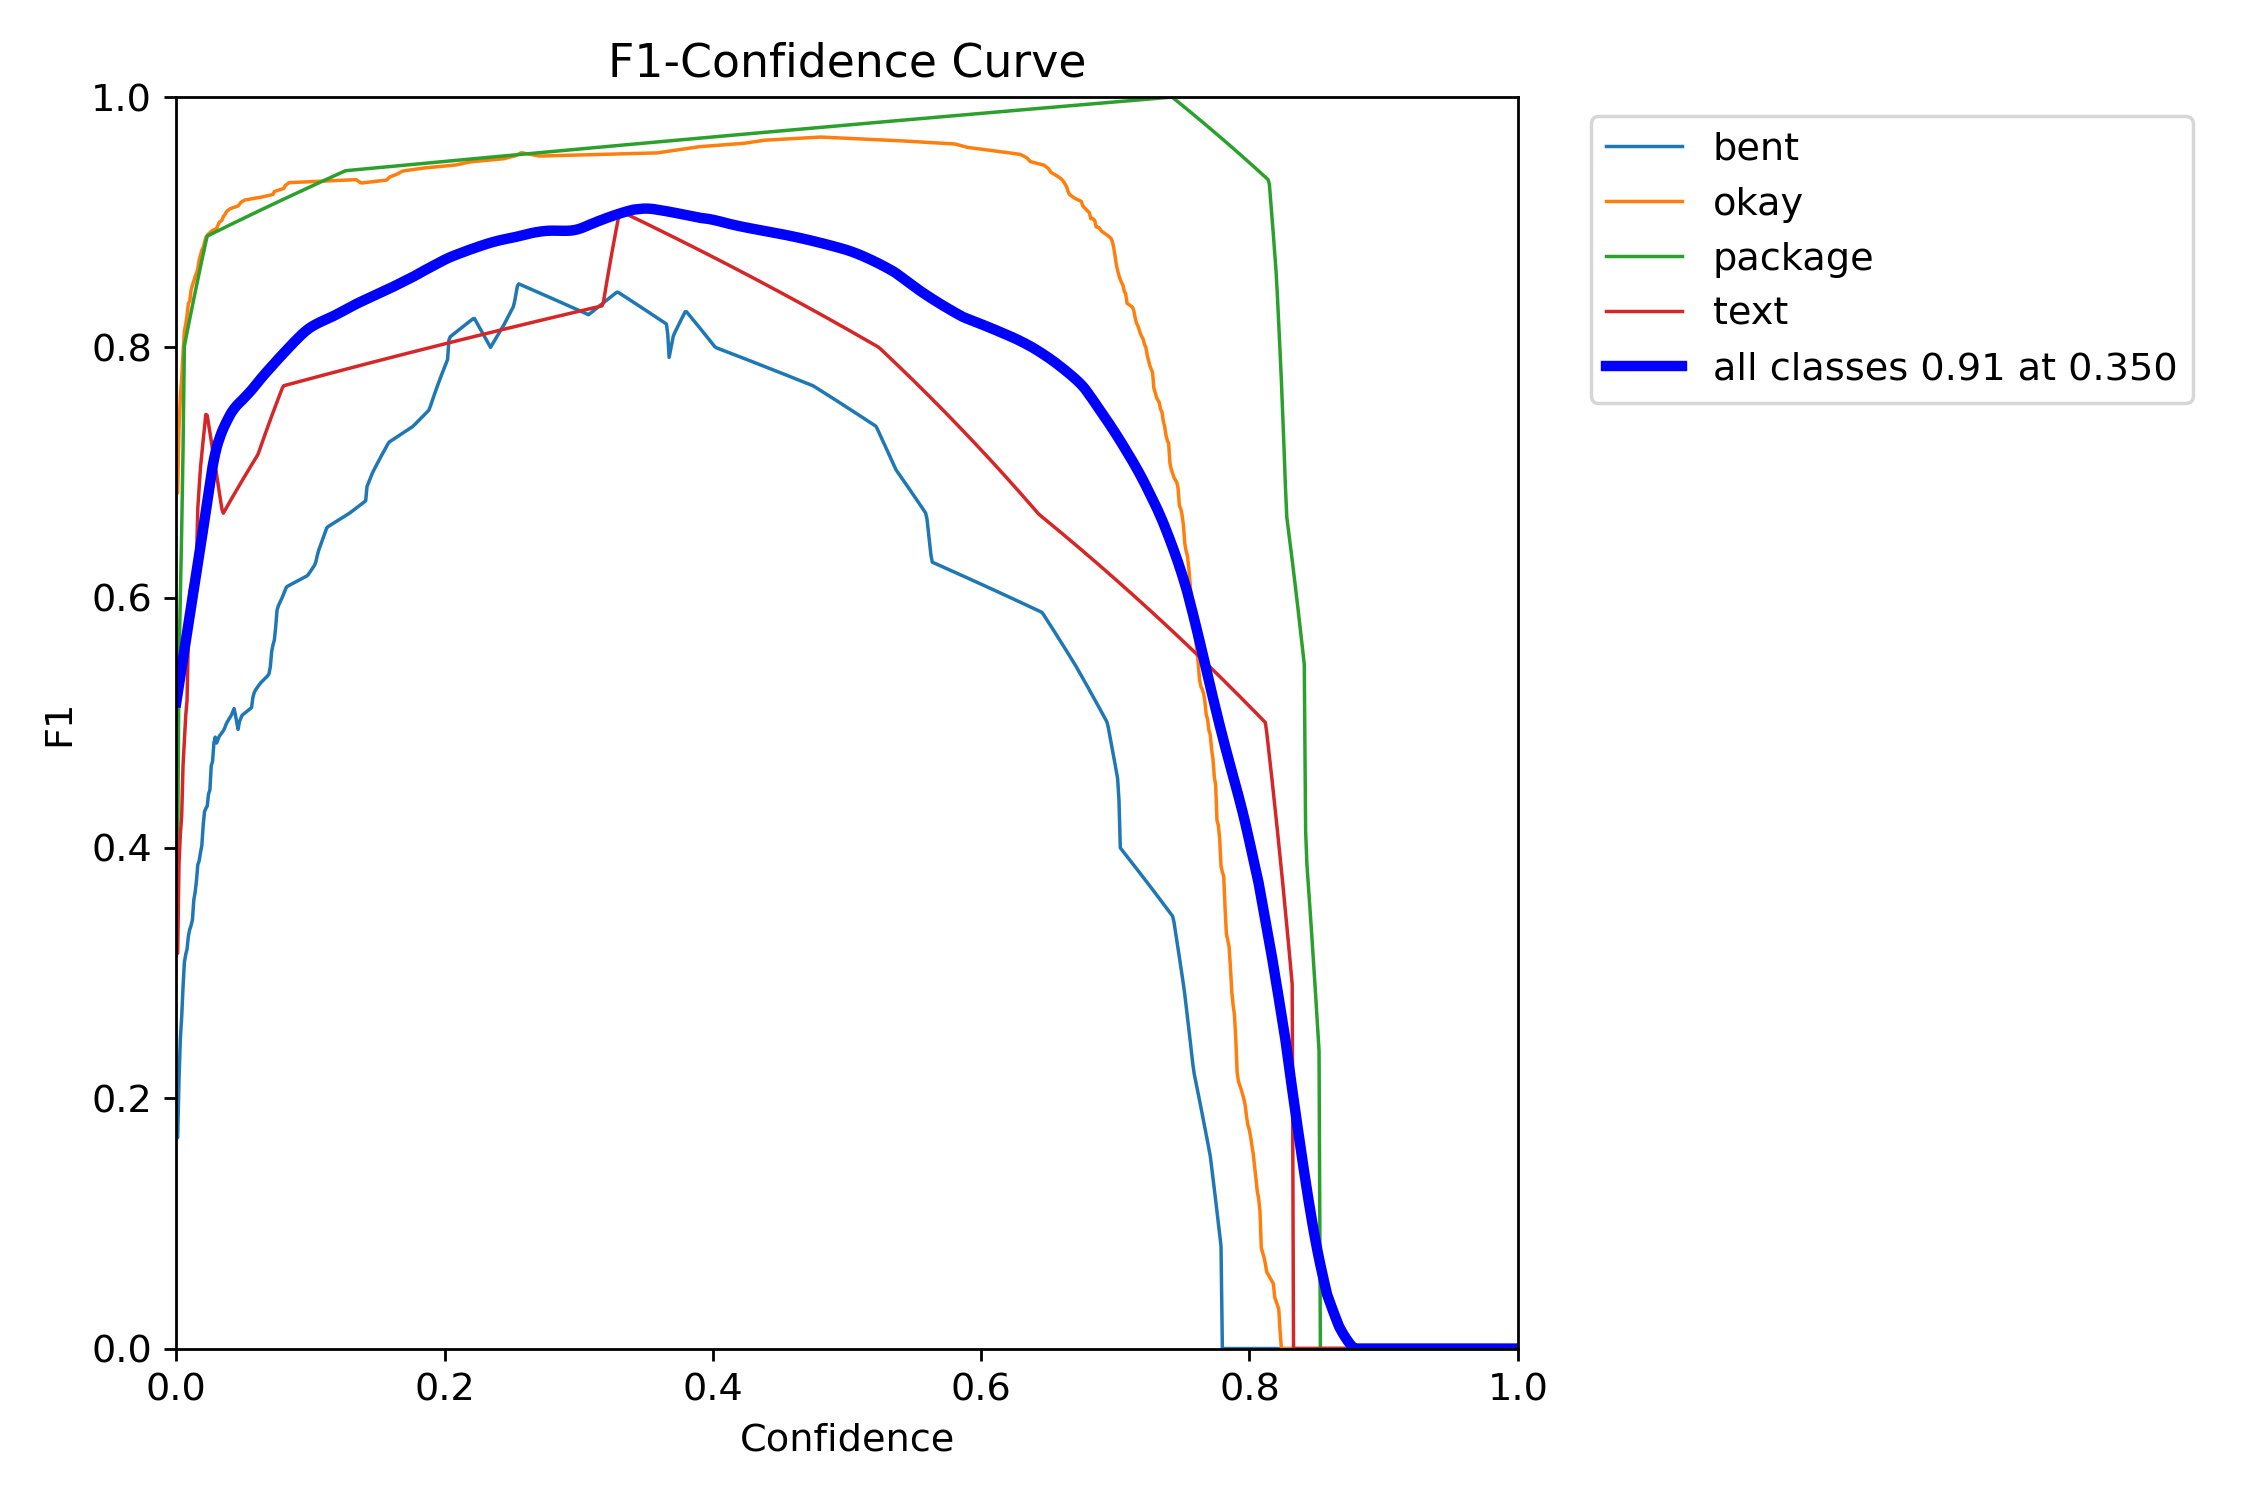 F1-Confidence Curve
1.0
0.8
0.6
0.4
0.2
0.0
F1
0.0 0.2 0.4 0.6 0.8 1.0
Confidence
bent
okay
package
text
all classes 0.91 at 0.350